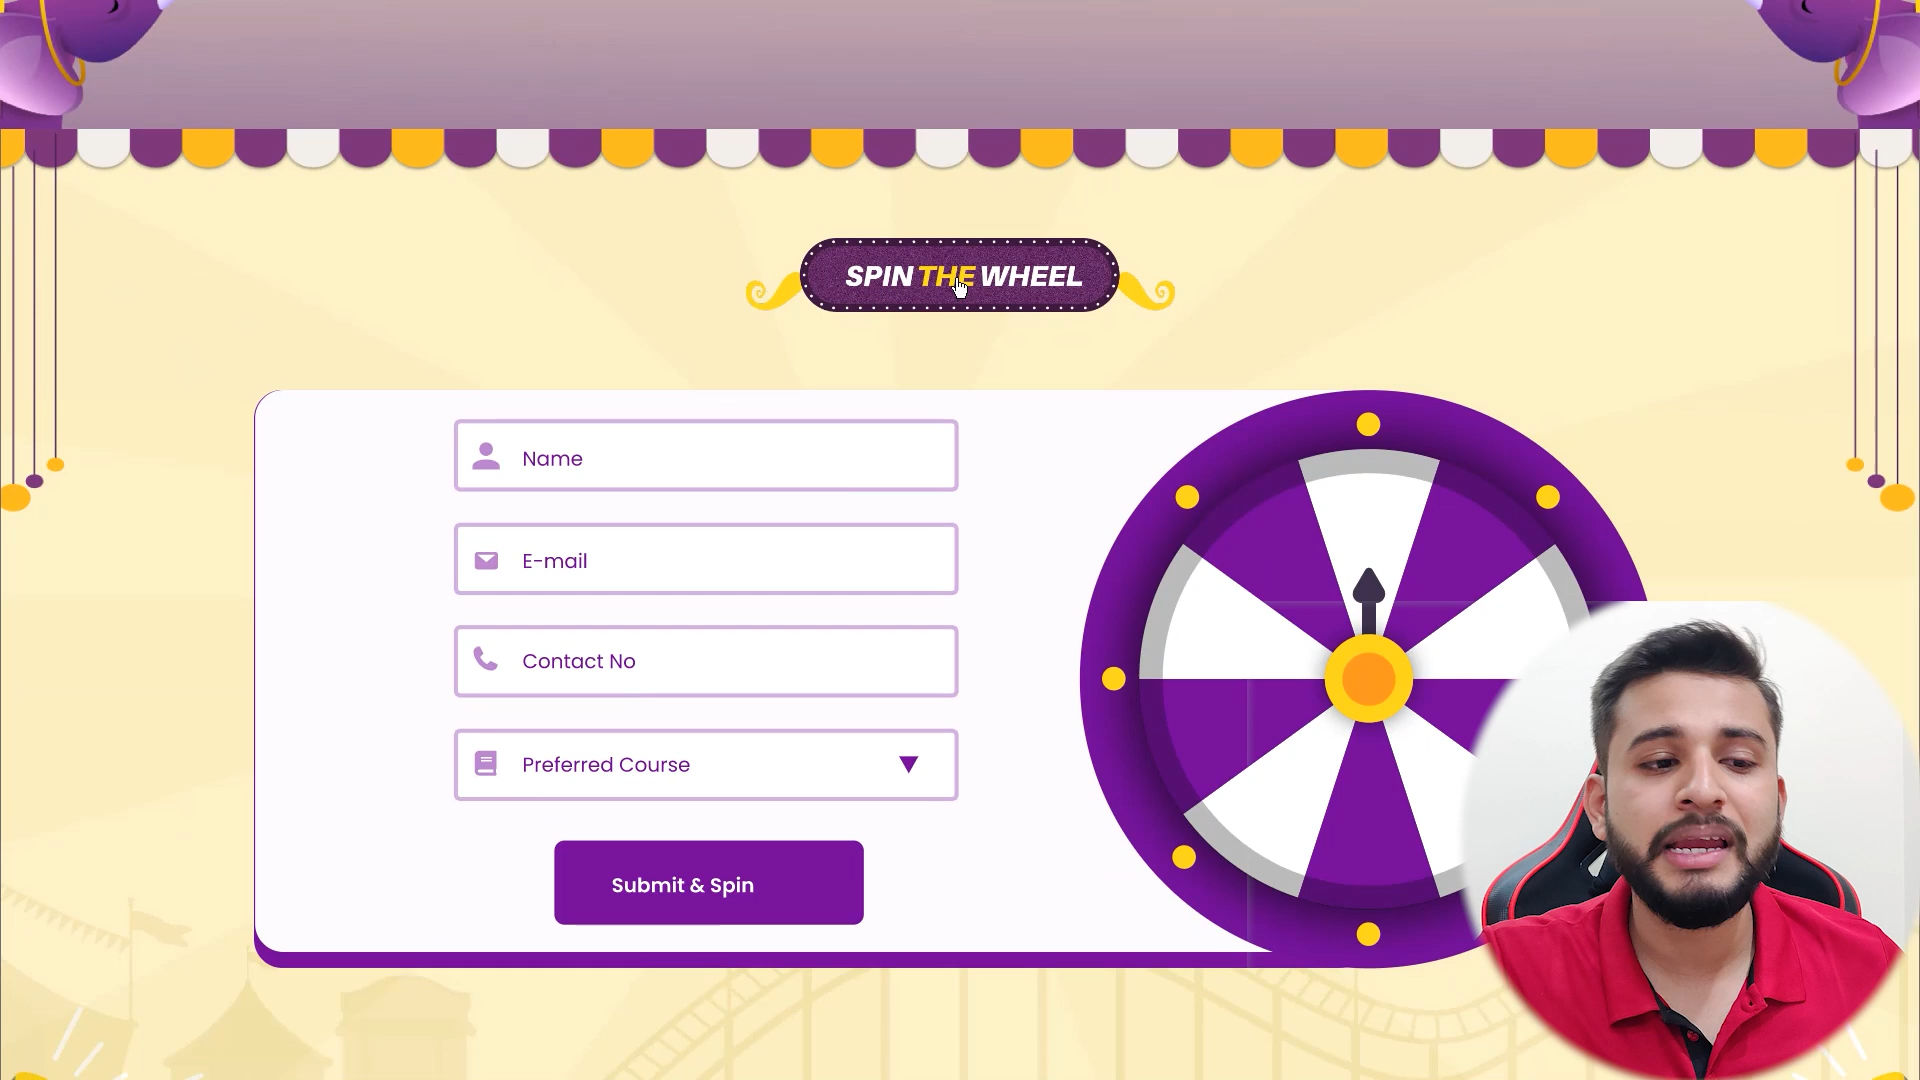 SPIN THE WHEEL
Name
E-mail
Contact No
Preferred Course
Submit & Spin